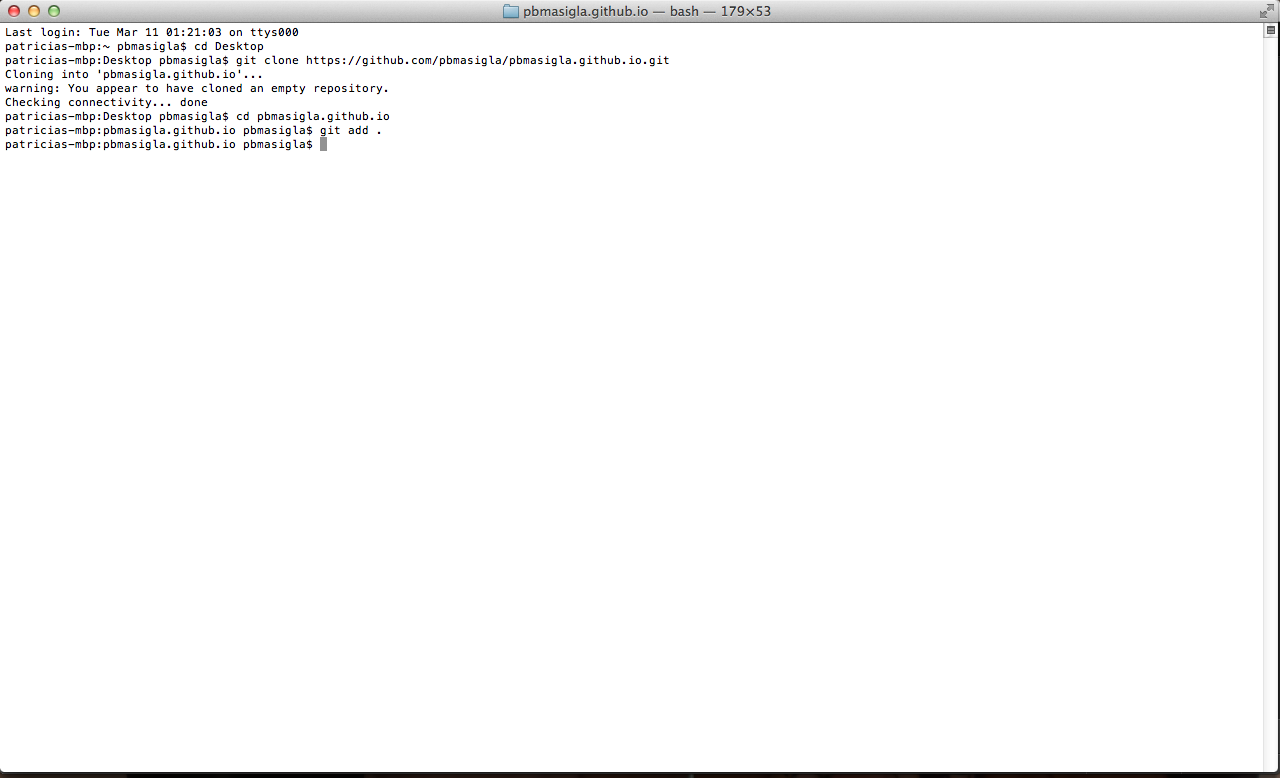 pbmasigla.github.io — bash — 179×53
Last login: Tue Mar 11 01:21:03 on ttys000
patricias-mbp:~ pbmasigla$ cd Desktop
patricias-mbp:Desktop pbmasigla$ git clone https://github.com/pbmasigla/pbmasigla.github.io.git
Cloning into 'pbmasigla.github.io'...
warning: You appear to have cloned an empty repository.
Checking connectivity... done
patricias-mbp:Desktop pbmasigla$ cd pbmasigla.github.io
patricias-mbp:pbmasigla.github.io pbmasigla$ git add .
patricias-mbp:pbmasigla.github.io pbmasigla$